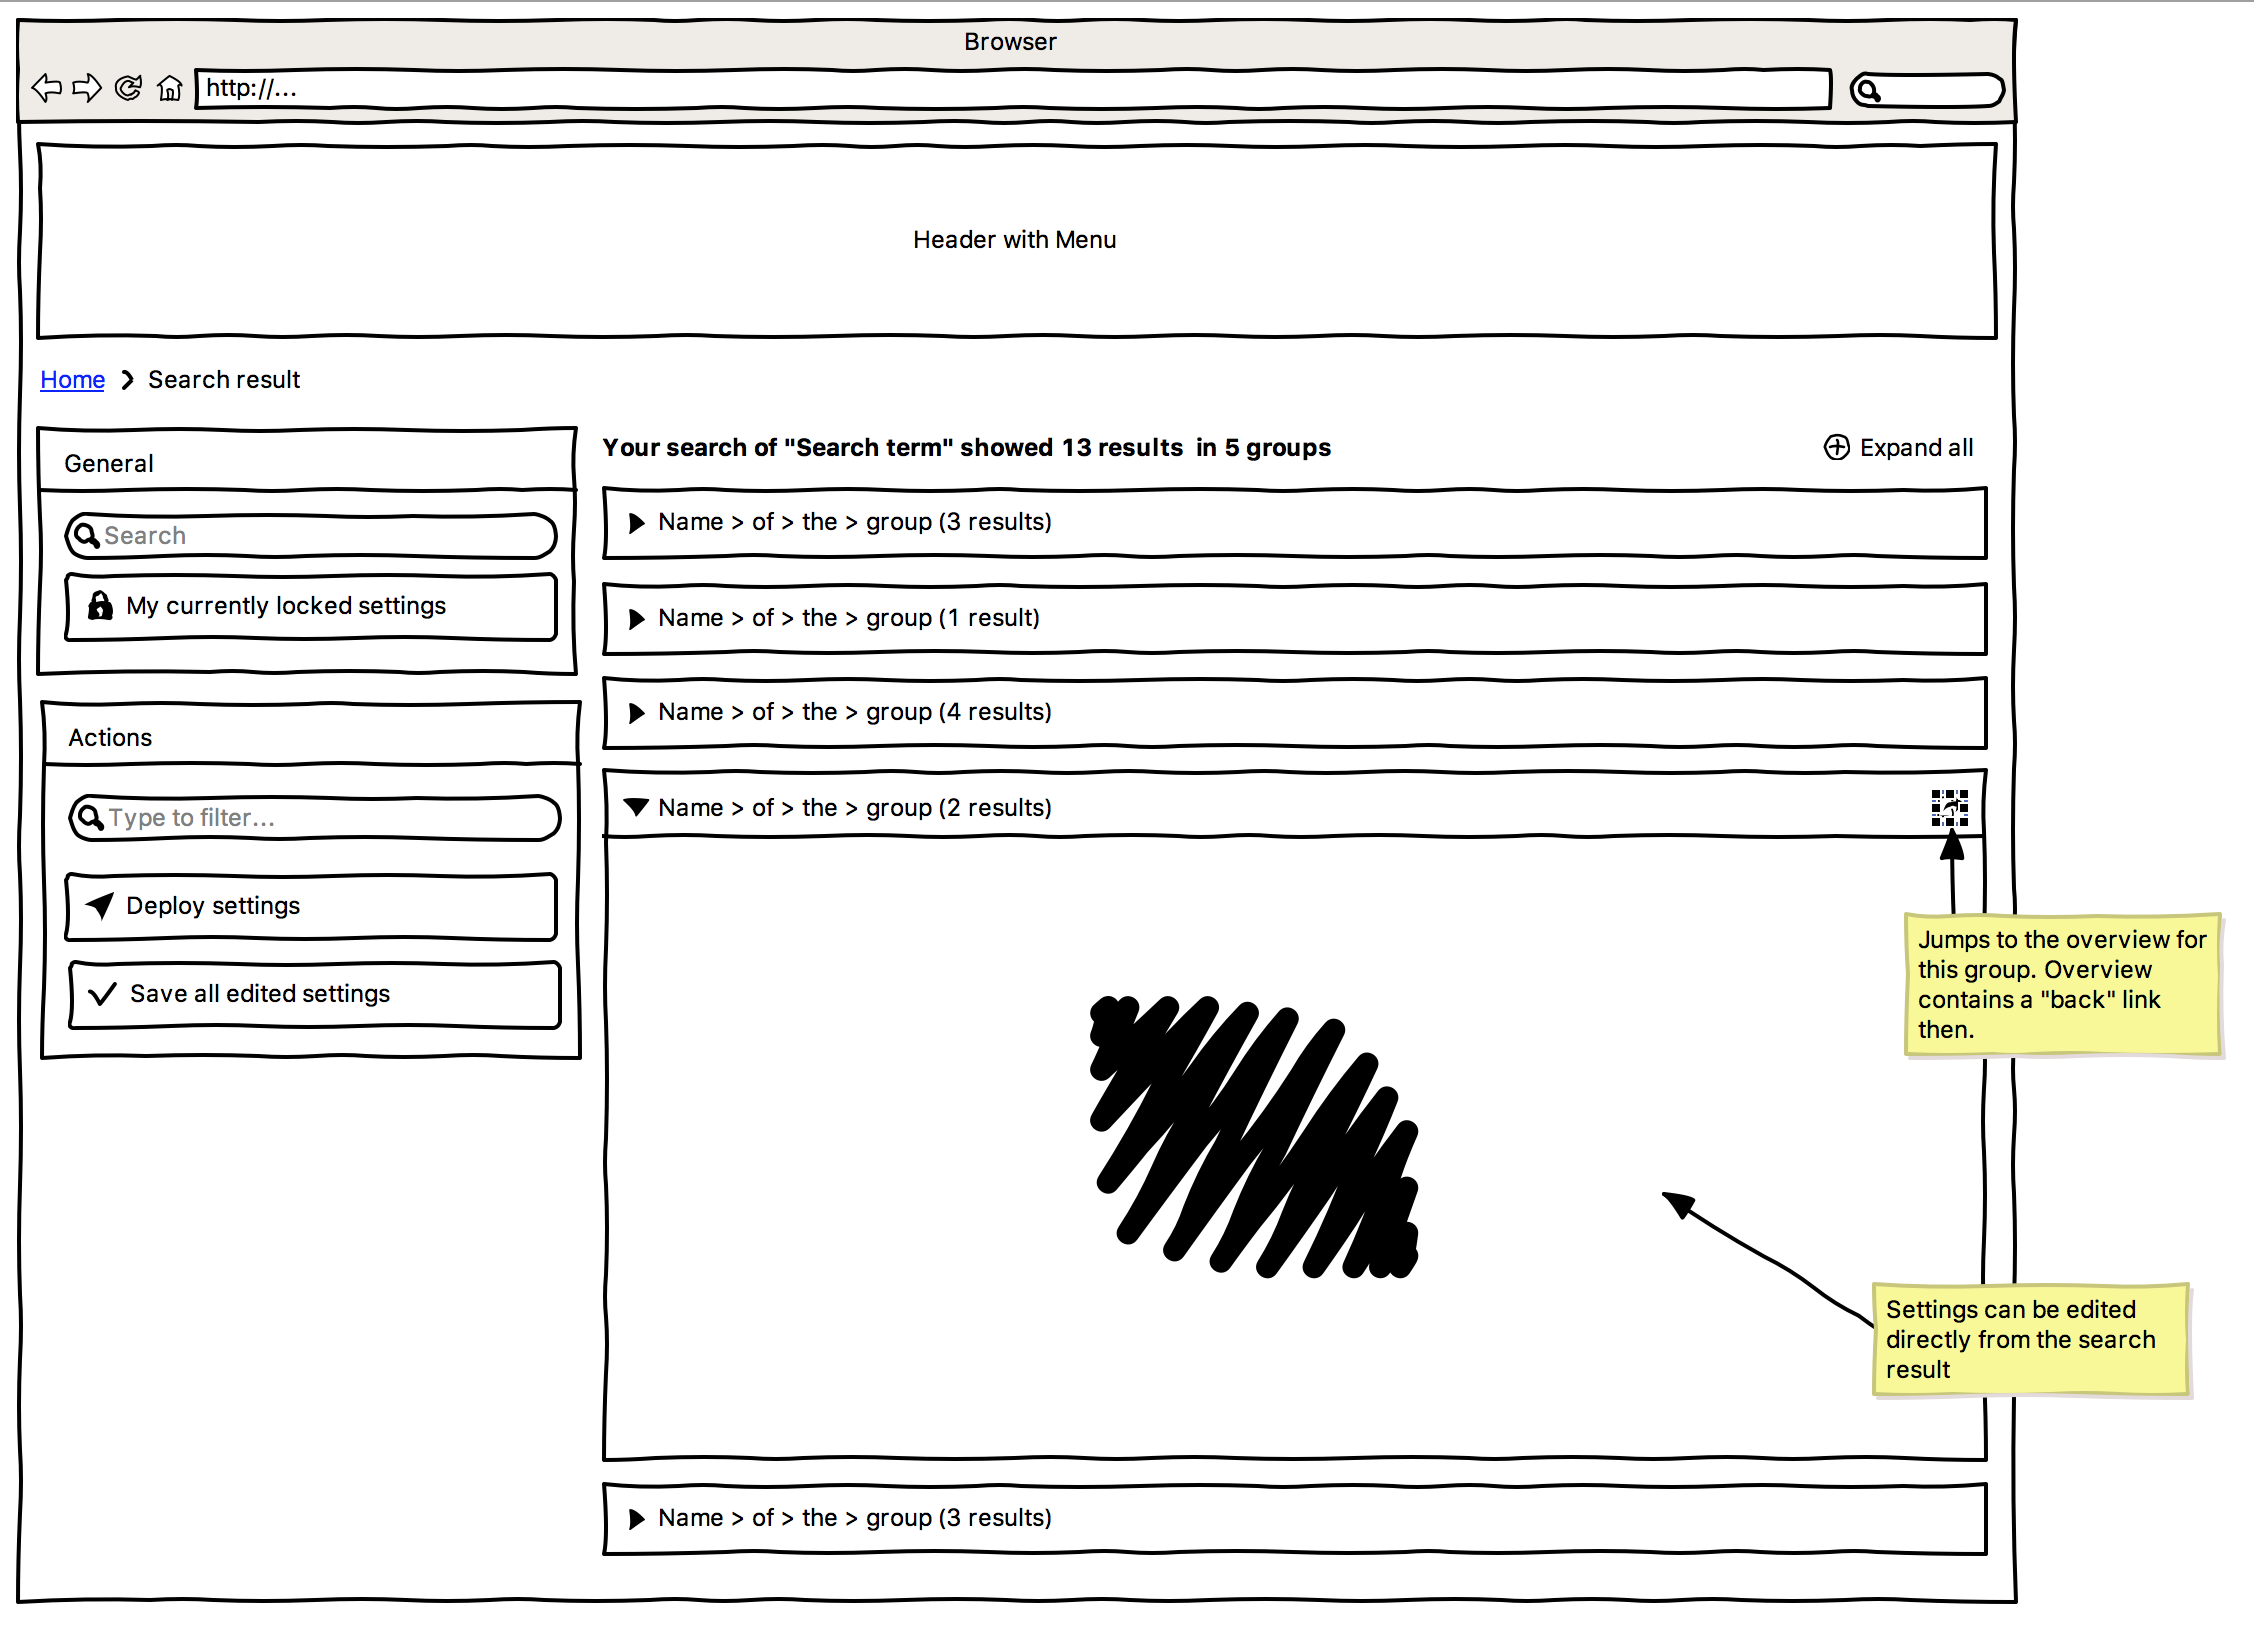 Browser
http://...
Header with Menu
Home > Search result
General
Search
My currently locked settings
Actions
Type to filter...
Deploy settings
Save all edited settings
Your search of "Search term" showed 13 results  in 5 groups
Expand all
Name > of > the > group (3 results)
Name > of > the > group (1 result)
Name > of > the > group (4 results)
Name > of > the > group (2 results)
Jumps to the overview for
this group. Overview
contains a "back" link
then.
Settings can be edited
directly from the search
result
Name > of > the > group (3 results)